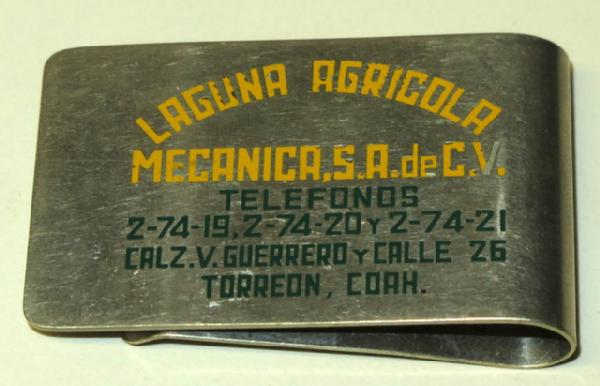 LAGUNA AGRICOLA
MECANICA, S.A. de C.V.
TELEFONOS
2-74-19, 2-74-20 Y 2-74-21
CALZ. V. GUERRERO Y CALLE 26
TORREON, COAH.